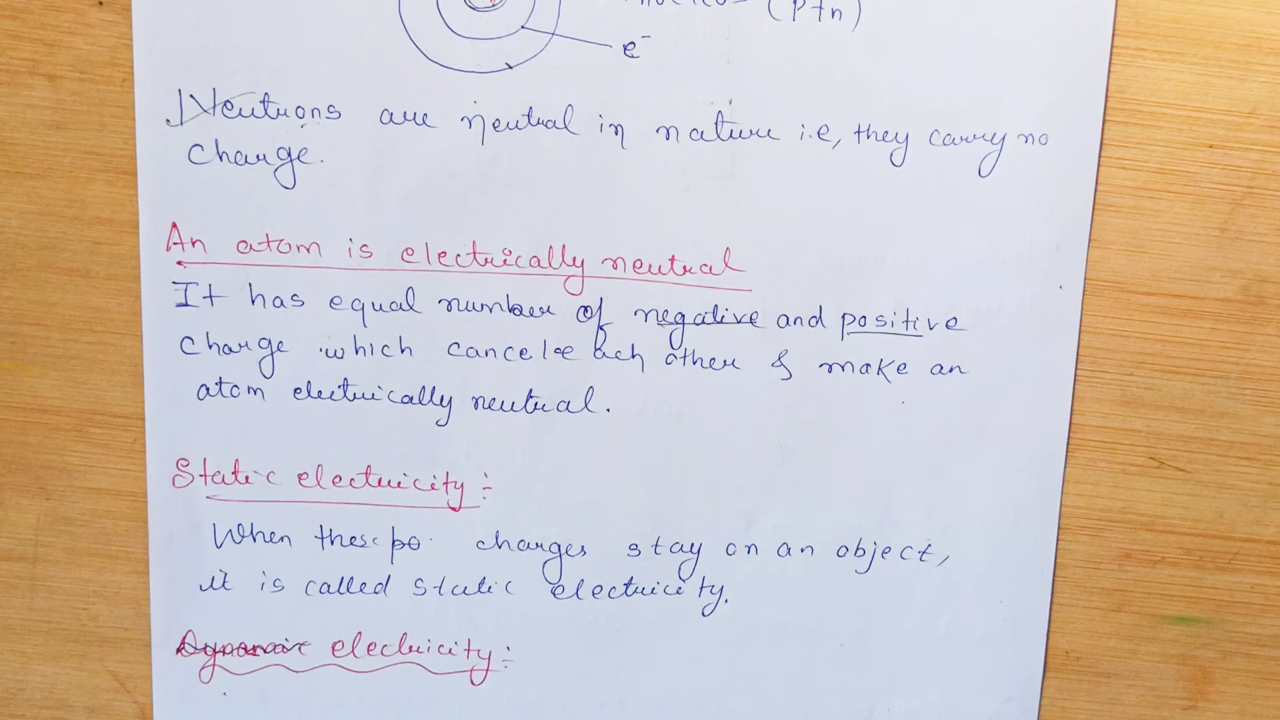 (p+n)
e⁻
Neutrons are neutral in nature i.e, they carry no
charge.
An atom is electrically neutral
It has equal number of negative and positive
charge which cancel each other & make an
atom electrically neutral.
Static electricity :-
When these po charges stay on an object,
it is called static electricity.
Dynamic electricity :-